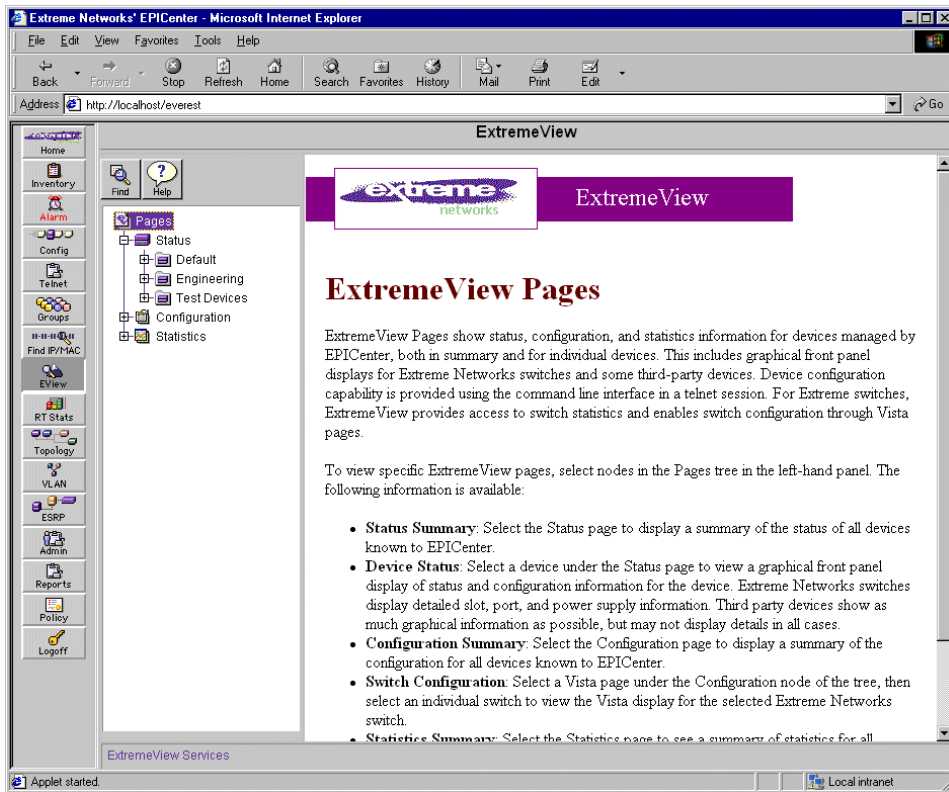 Extreme Networks' EPICenter - Microsoft Internet Explorer
File Edit View Favorites Tools Help
Back Forward Stop Refresh Home Search Favorites History Mail Print Edit
Address http://localhost/everest Go
ExtremeView
Home
Inventory
Alarm
Config
Telnet
Groups
Find IP/MAC
EView
RT Stats
Topology
VLAN
ESRP
Admin
Reports
Policy
Logoff
Find Help
Pages
Status
Default
Engineering
Test Devices
Configuration
Statistics
extreme
networks
ExtremeView
ExtremeView Pages
ExtremeView Pages show status, configuration, and statistics information for devices managed by
EPICenter, both in summary and for individual devices. This includes graphical front panel
displays for Extreme Networks switches and some third-party devices. Device configuration
capability is provided using the command line interface in a telnet session. For Extreme switches,
ExtremeView provides access to switch statistics and enables switch configuration through Vista
pages.
To view specific ExtremeView pages, select nodes in the Pages tree in the left-hand panel. The
following information is available:
• Status Summary: Select the Status page to display a summary of the status of all devices
known to EPICenter.
• Device Status: Select a device under the Status page to view a graphical front panel
display of status and configuration information for the device. Extreme Networks switches
display detailed slot, port, and power supply information. Third party devices show as
much graphical information as possible, but may not display details in all cases.
• Configuration Summary: Select the Configuration page to display a summary of the
configuration for all devices known to EPICenter.
• Switch Configuration: Select a Vista page under the Configuration node of the tree, then
select an individual switch to view the Vista display for the selected Extreme Networks
switch.
• Statistics Summary: Select the Statistics page to see a summary of statistics for all
ExtremeView Services
Applet started. Local intranet